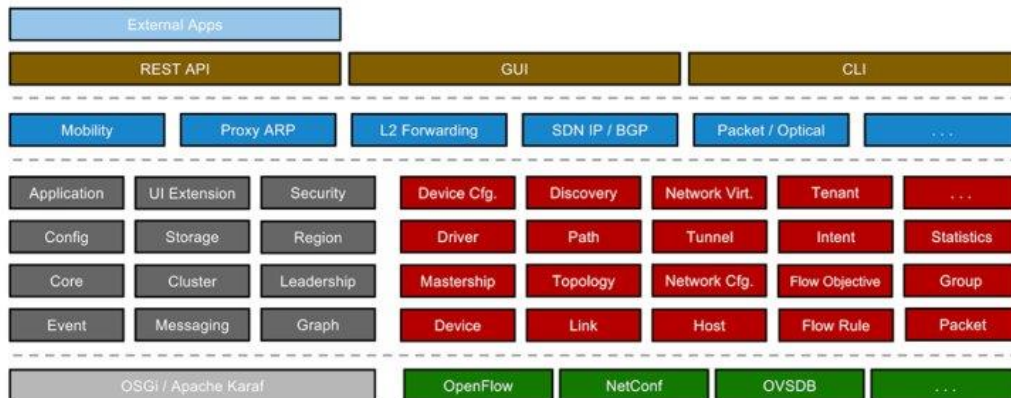 External Apps
REST API GUI CLI
Mobility Proxy ARP L2 Forwarding SDN IP / BGP Packet / Optical . . .
Application UI Extension Security Device Cfg. Discovery Network Virt. Tenant . . .
Config Storage Region Driver Path Tunnel Intent Statistics
Core Cluster Leadership Mastership Topology Network Cfg. Flow Objective Group
Event Messaging Graph Device Link Host Flow Rule Packet
OSGi / Apache Karaf OpenFlow NetConf OVSDB . . .